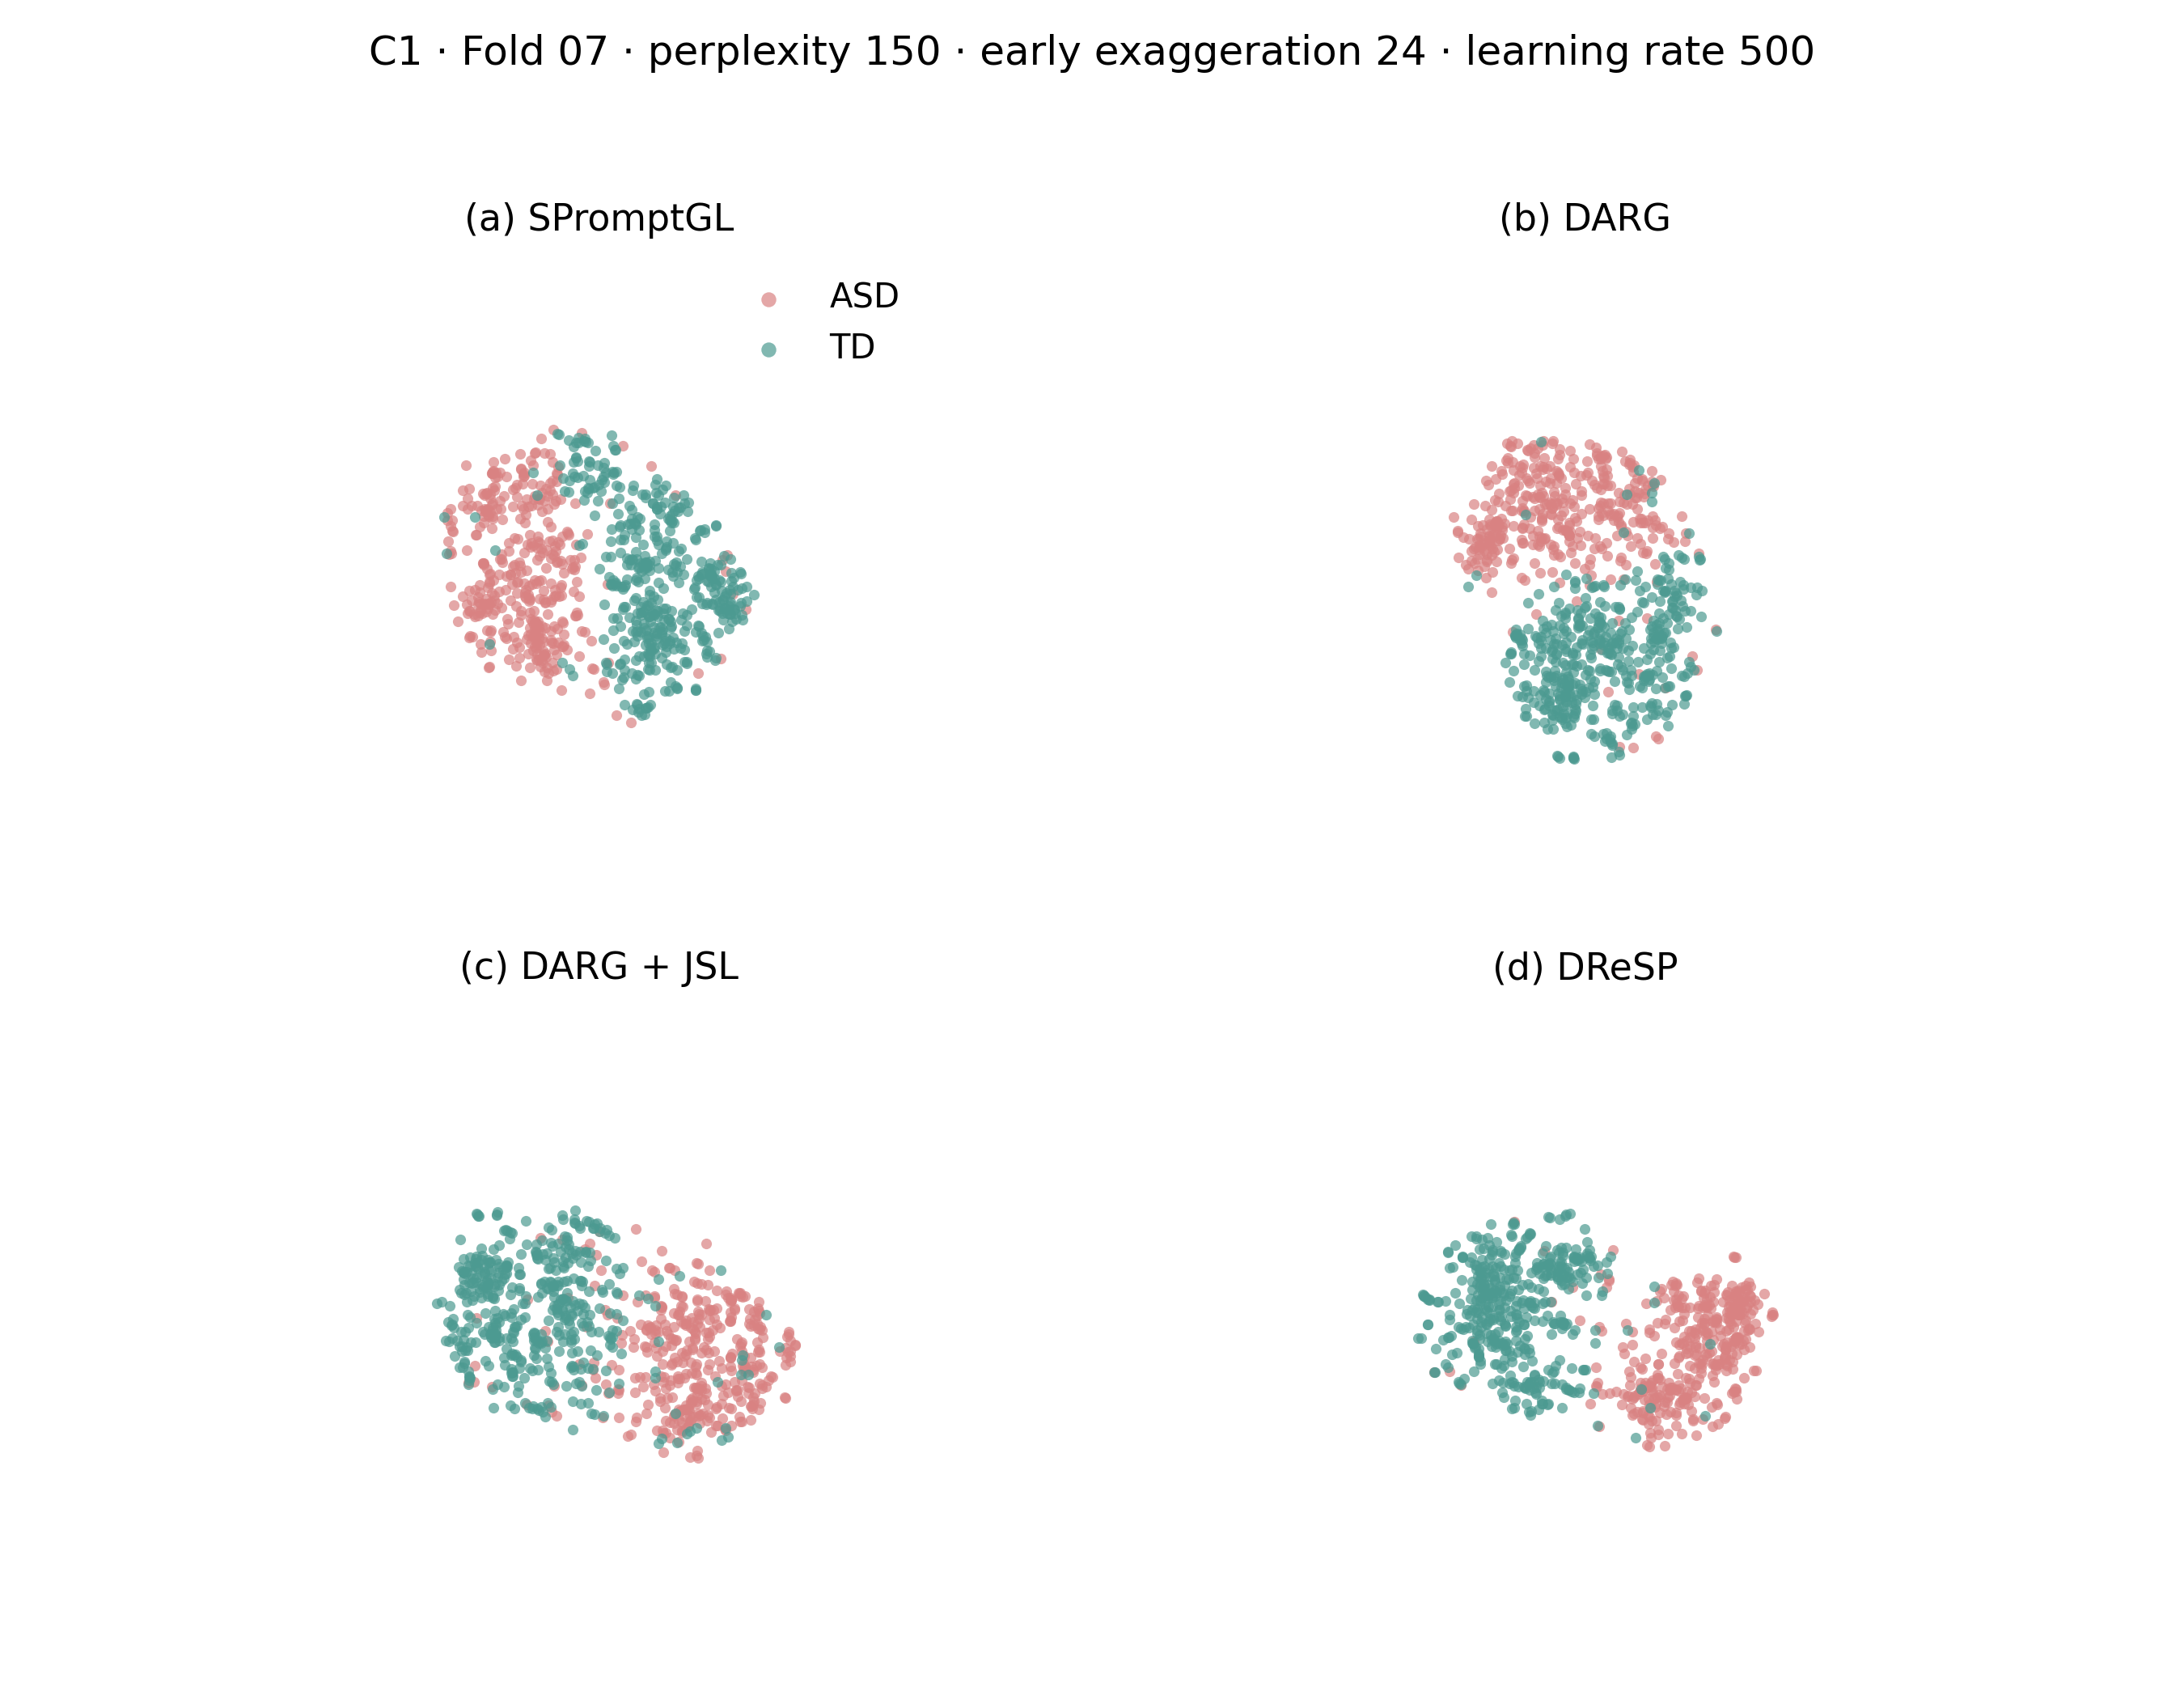 C1 · Fold 07 · perplexity 150 · early exaggeration 24 · learning rate 500
(a) SPromptGL
(b) DARG
ASD
TD
(c) DARG + JSL
(d) DReSP